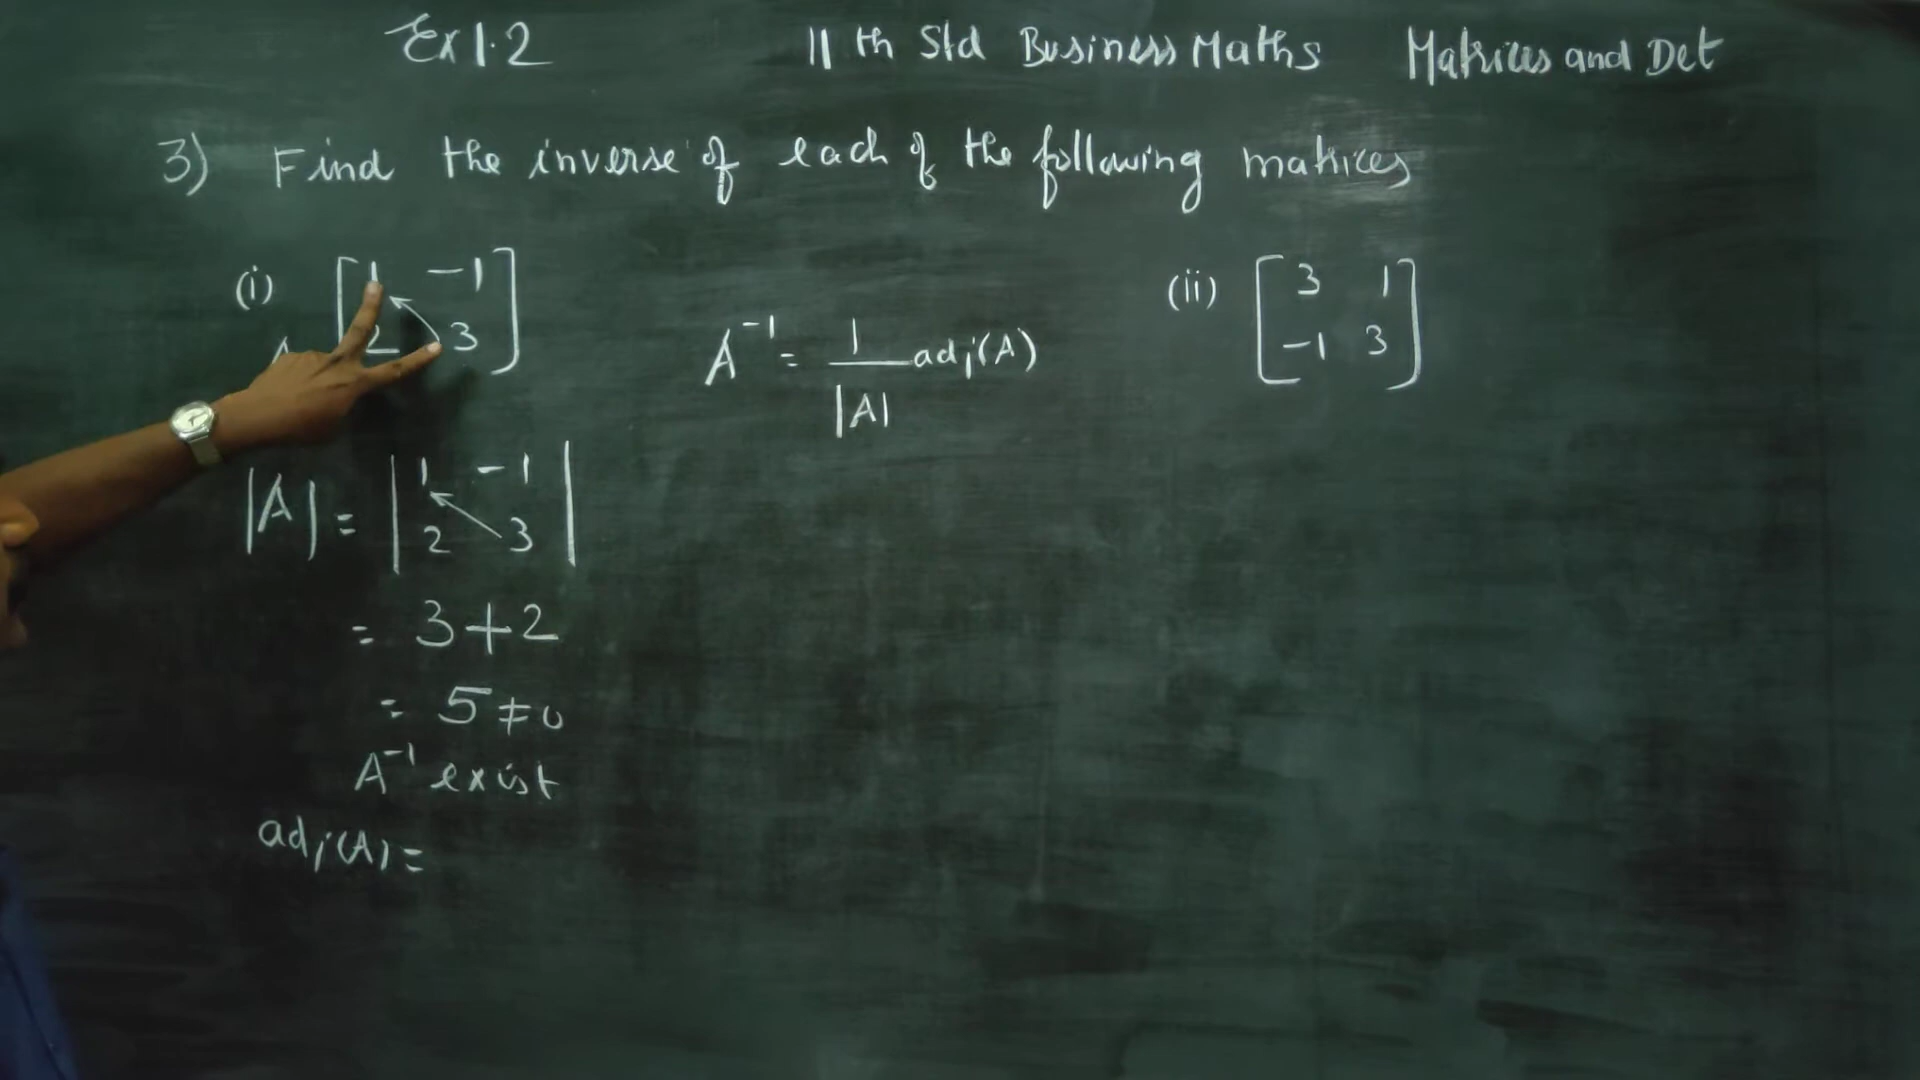 Ex 1.2 11 th Std Business Maths Matrices and Det
3) Find the inverse of each of the following matrices
(i) [ 1 -1
2 3 ]
A⁻¹ = 1/|A| adj(A)
(ii) [ 3 1
-1 3 ]
|A| = | 1 -1
2 3 |
= 3+2
= 5≠0
A⁻¹ exist
adj(A) =